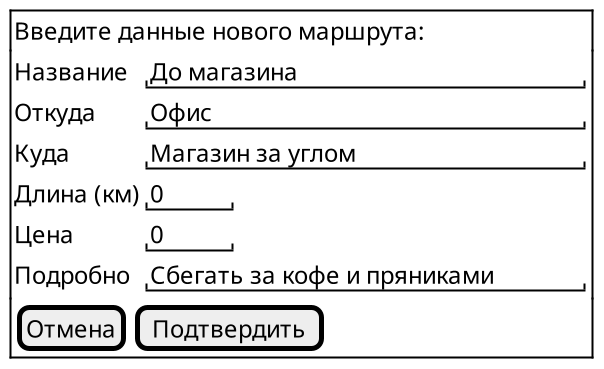 Введите данные нового маршрута:
Название До магазина
Откуда Офис
Куда Магазин за углом
Длина (км) 0
Цена 0
Подробно Сбегать за кофе и пряниками
Отмена Подтвердить